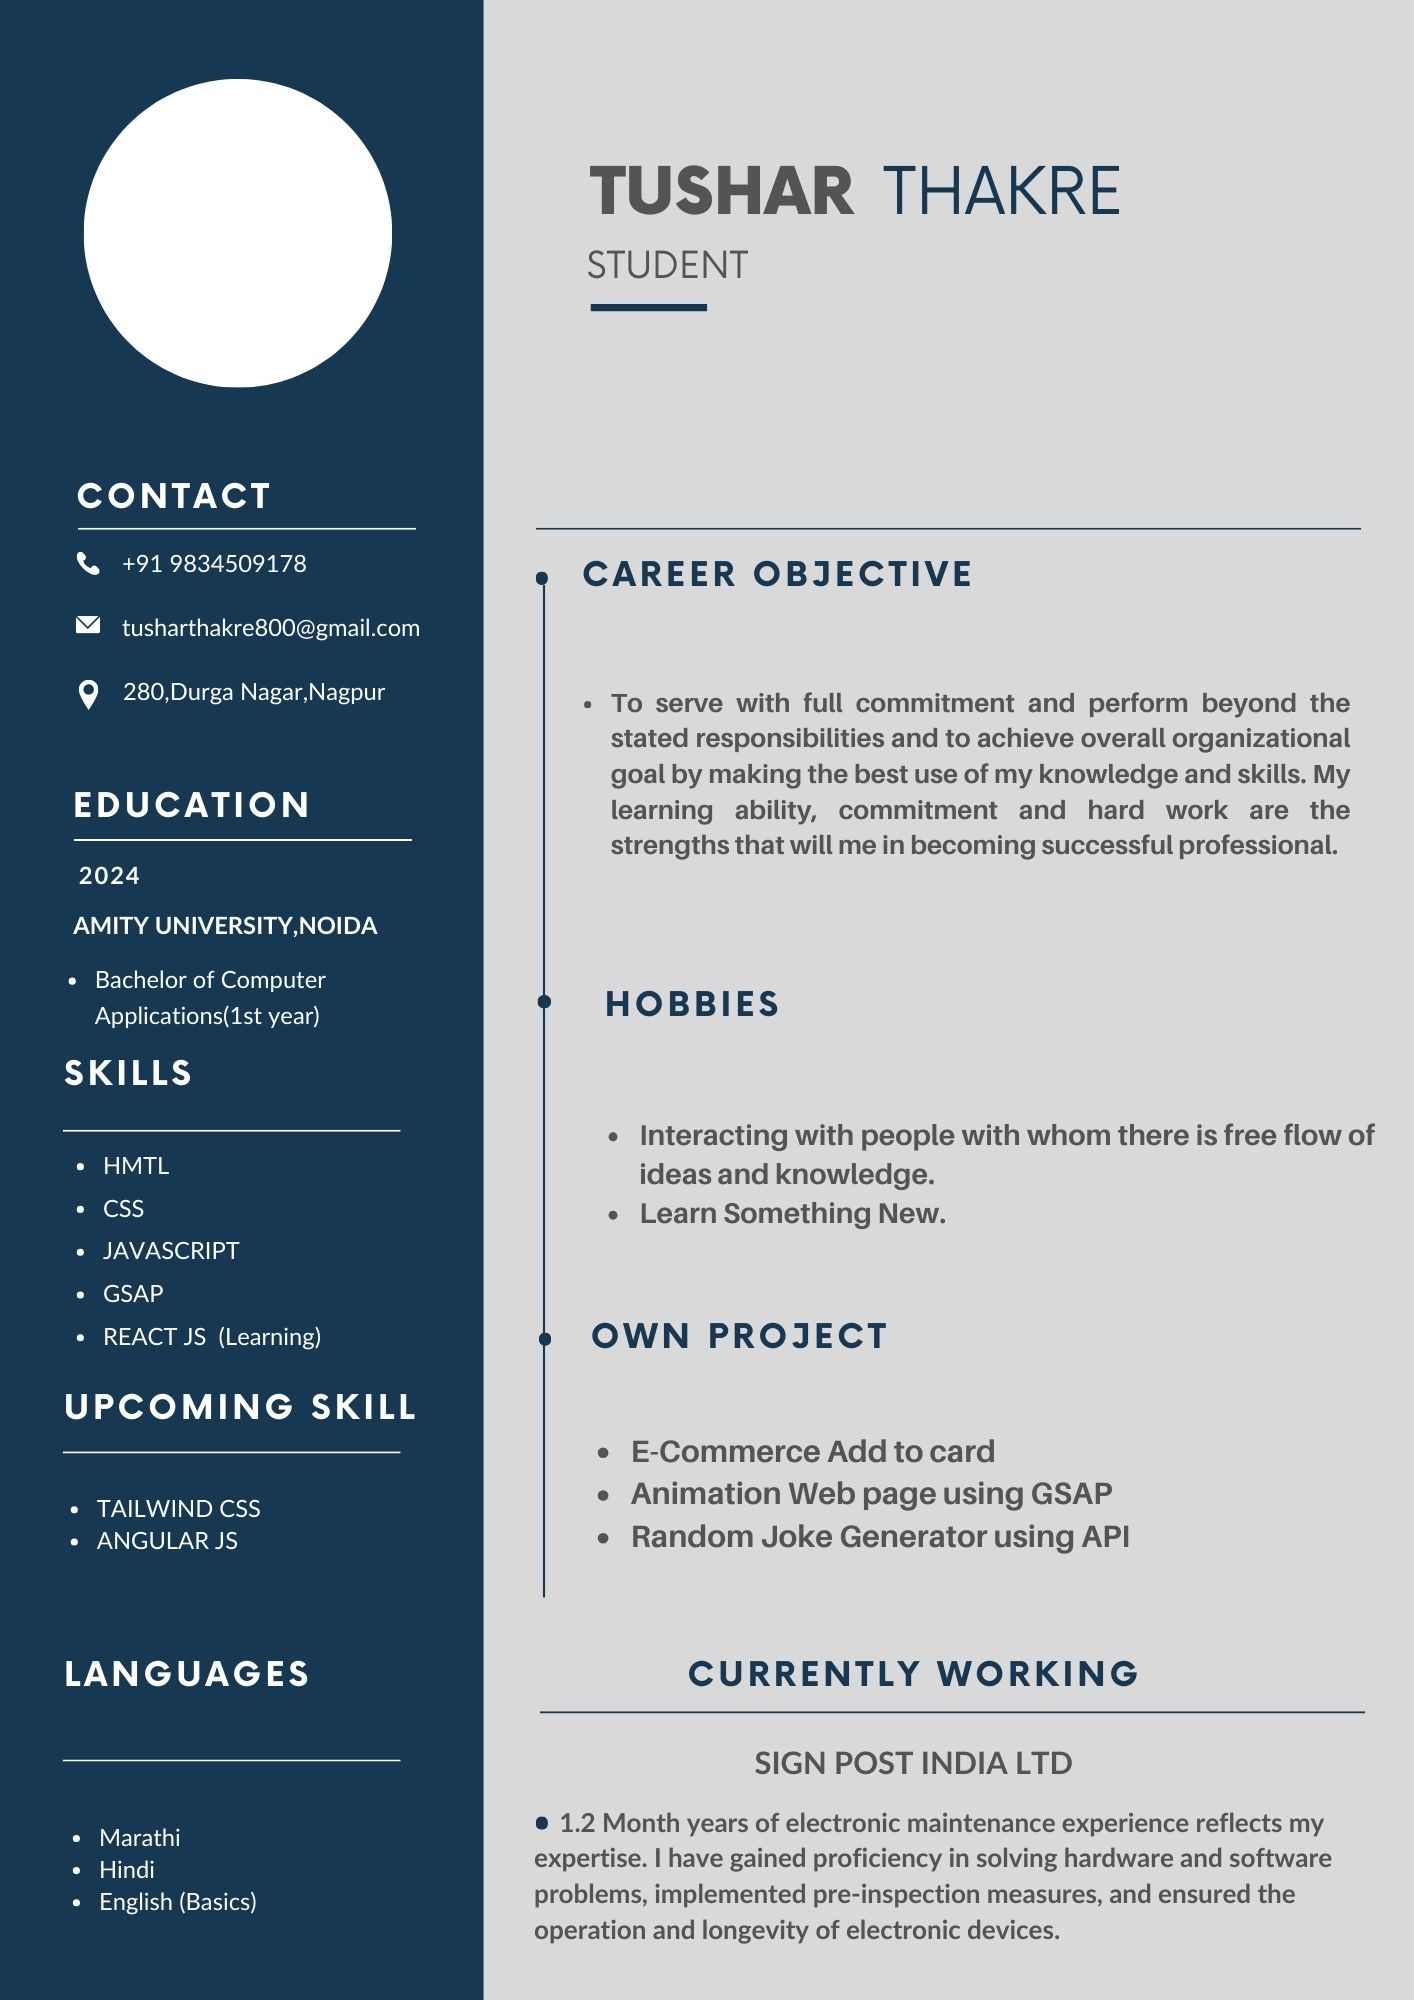 TUSHAR THAKRE
STUDENT
CONTACT
+91 9834509178
tusharthakre800@gmail.com
280,Durga Nagar,Nagpur
EDUCATION
2024
AMITY UNIVERSITY,NOIDA
• Bachelor of Computer
Applications(1st year)
SKILLS
• HMTL
• CSS
• JAVASCRIPT
• GSAP
• REACT JS (Learning)
UPCOMING SKILL
• TAILWIND CSS
• ANGULAR JS
LANGUAGES
• Marathi
• Hindi
• English (Basics)
CAREER OBJECTIVE
• To serve with full commitment and perform beyond the
stated responsibilities and to achieve overall organizational
goal by making the best use of my knowledge and skills. My
learning ability, commitment and hard work are the
strengths that will me in becoming successful professional.
HOBBIES
• Interacting with people with whom there is free flow of
ideas and knowledge.
• Learn Something New.
OWN PROJECT
• E-Commerce Add to card
• Animation Web page using GSAP
• Random Joke Generator using API
CURRENTLY WORKING
SIGN POST INDIA LTD
• 1.2 Month years of electronic maintenance experience reflects my
expertise. I have gained proficiency in solving hardware and software
problems, implemented pre-inspection measures, and ensured the
operation and longevity of electronic devices.